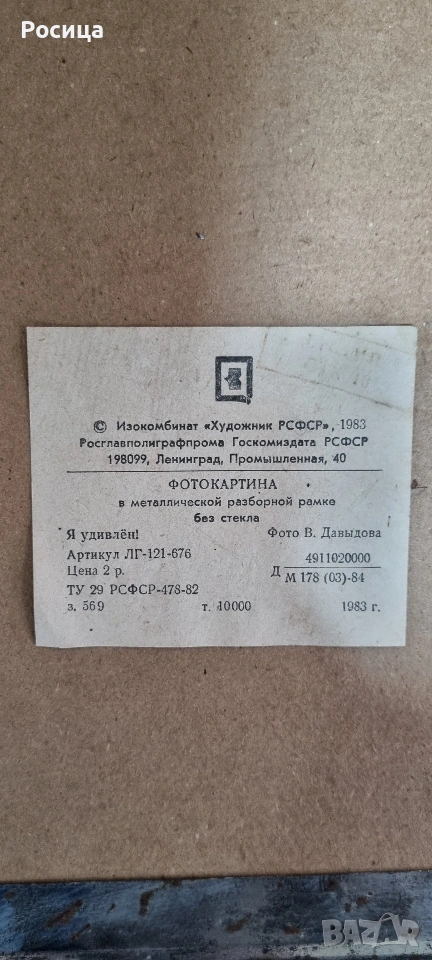 Росица
© Изокомбинат «Художник РСФСР», 1983
Росглавполиграфпрома Госкомиздата РСФСР
198099, Ленинград, Промышленная, 40
ФОТОКАРТИНА
в металлической разборной рамке
без стекла
Я удивлён! Фото В. Давыдова
Артикул ЛГ-121-676
Цена 2 р.
Д 4911020000
М 178 (03)-84
ТУ 29 РСФСР-478-82
з. 569 т. 10000 1983 г.
BAZAR